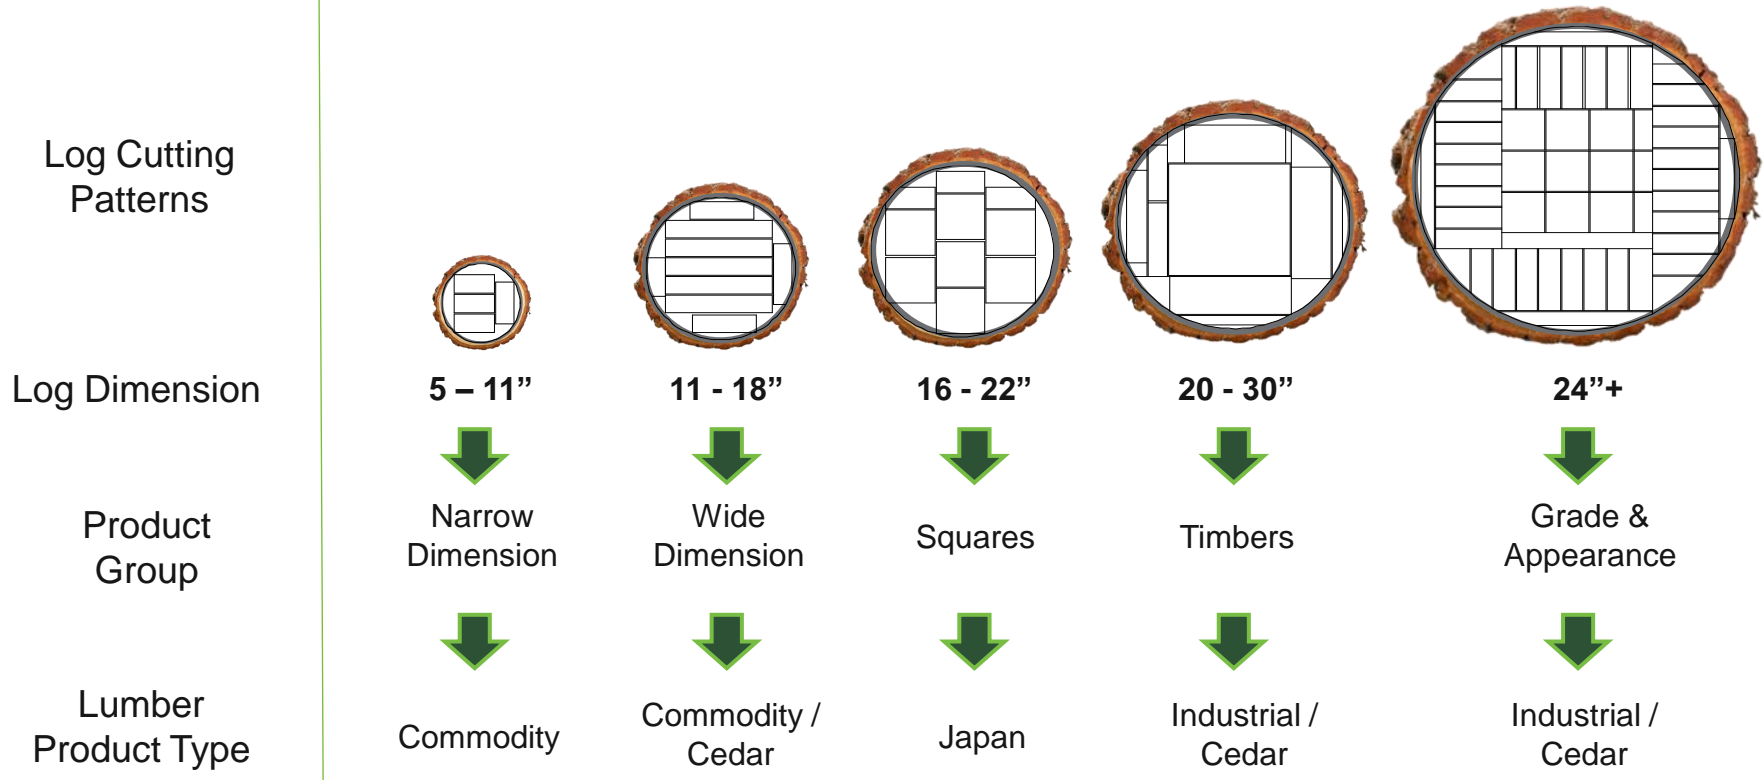 Log Cutting
Patterns
Log Dimension
5 – 11”
11 - 18”
16 - 22”
20 - 30”
24”+
Product
Group
Narrow
Dimension
Wide
Dimension
Squares
Timbers
Grade &
Appearance
Lumber
Product Type
Commodity
Commodity /
Cedar
Japan
Industrial /
Cedar
Industrial /
Cedar